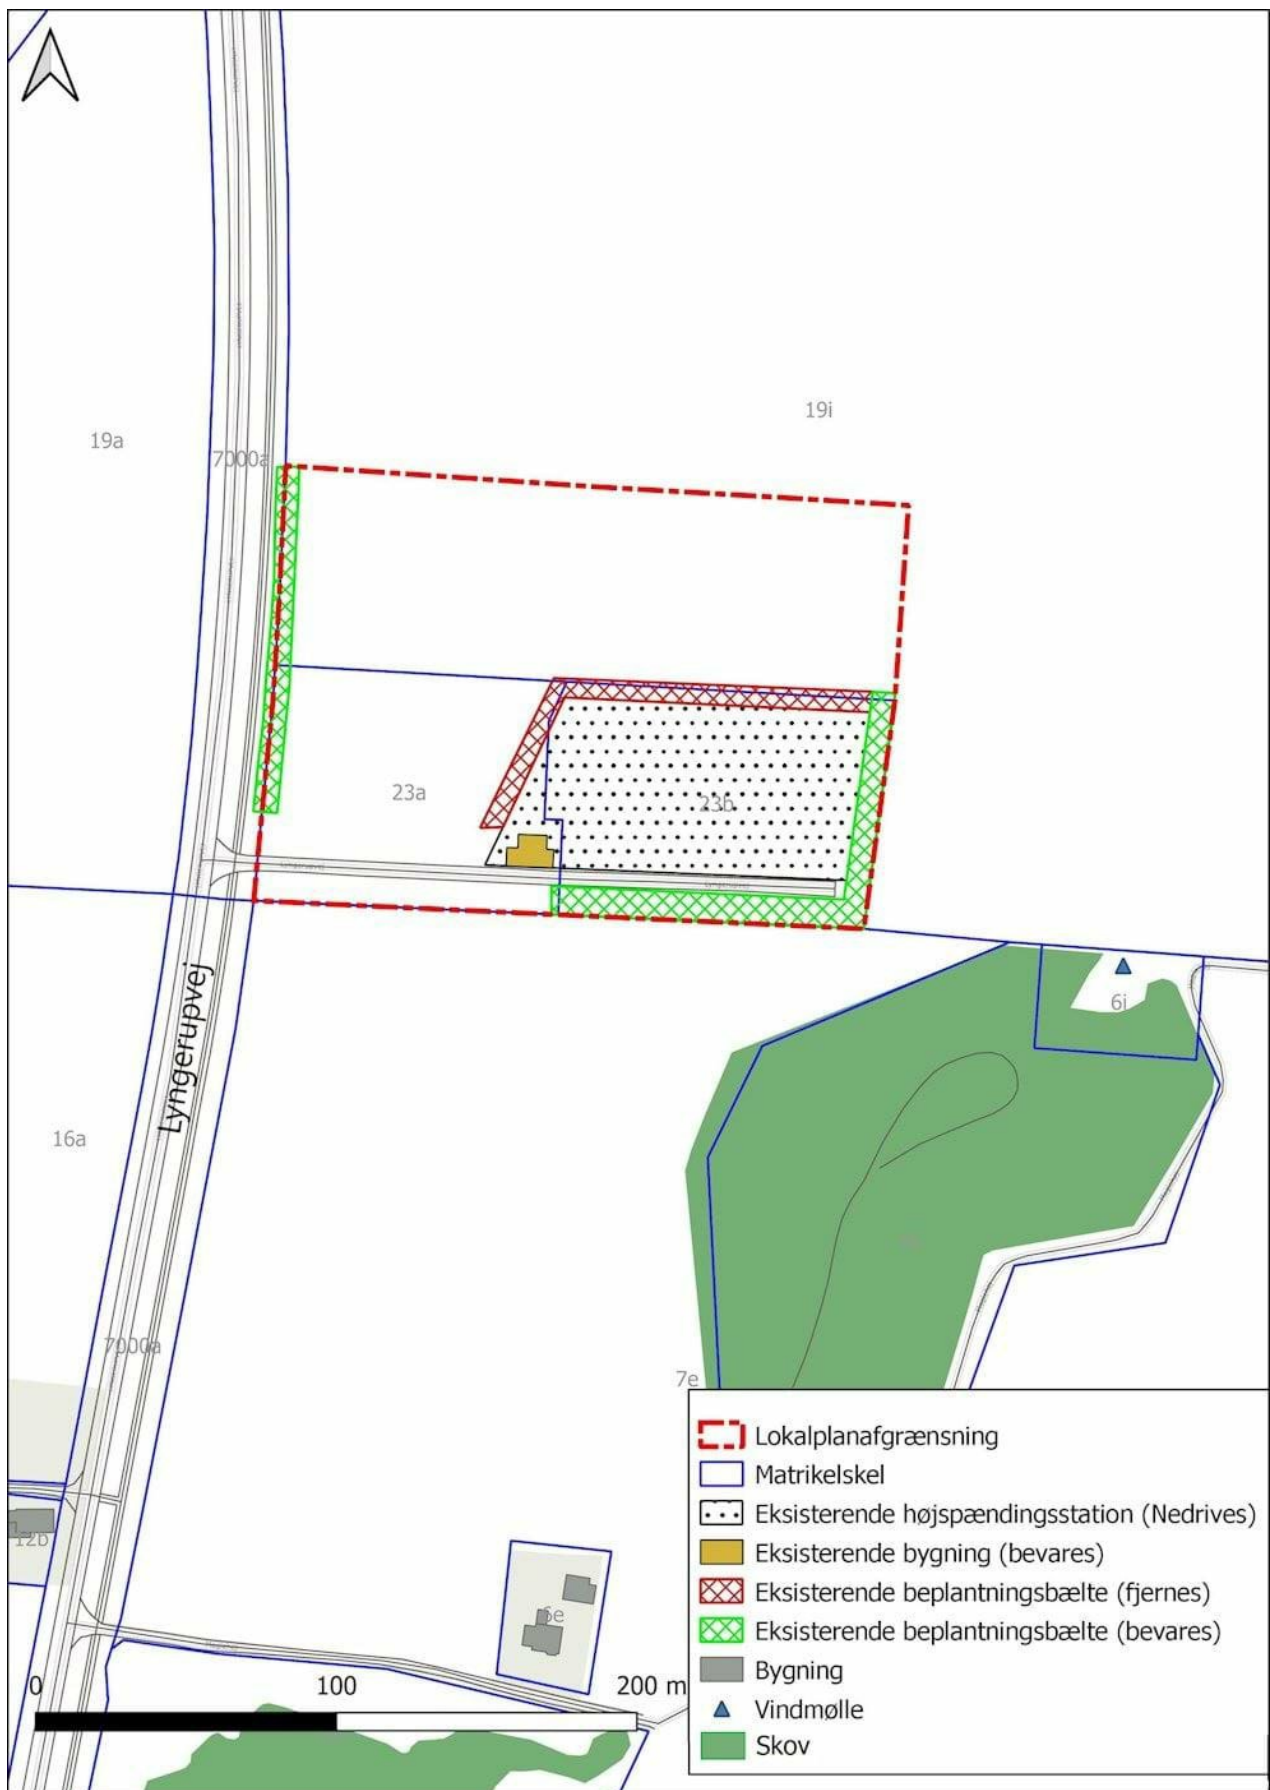 19i
19a
7000a
23a
23b
Lyngerupvej
6i
16a
7000a
7e
Lokalplanafgrænsning
Matrikelskel
Eksisterende højspændingsstation (Nedrives)
Eksisterende bygning (bevares)
12b
Eksisterende beplantningsbælte (fjernes)
6e
Eksisterende beplantningsbælte (bevares)
Bygning
0 100 200 m
Vindmølle
Skov